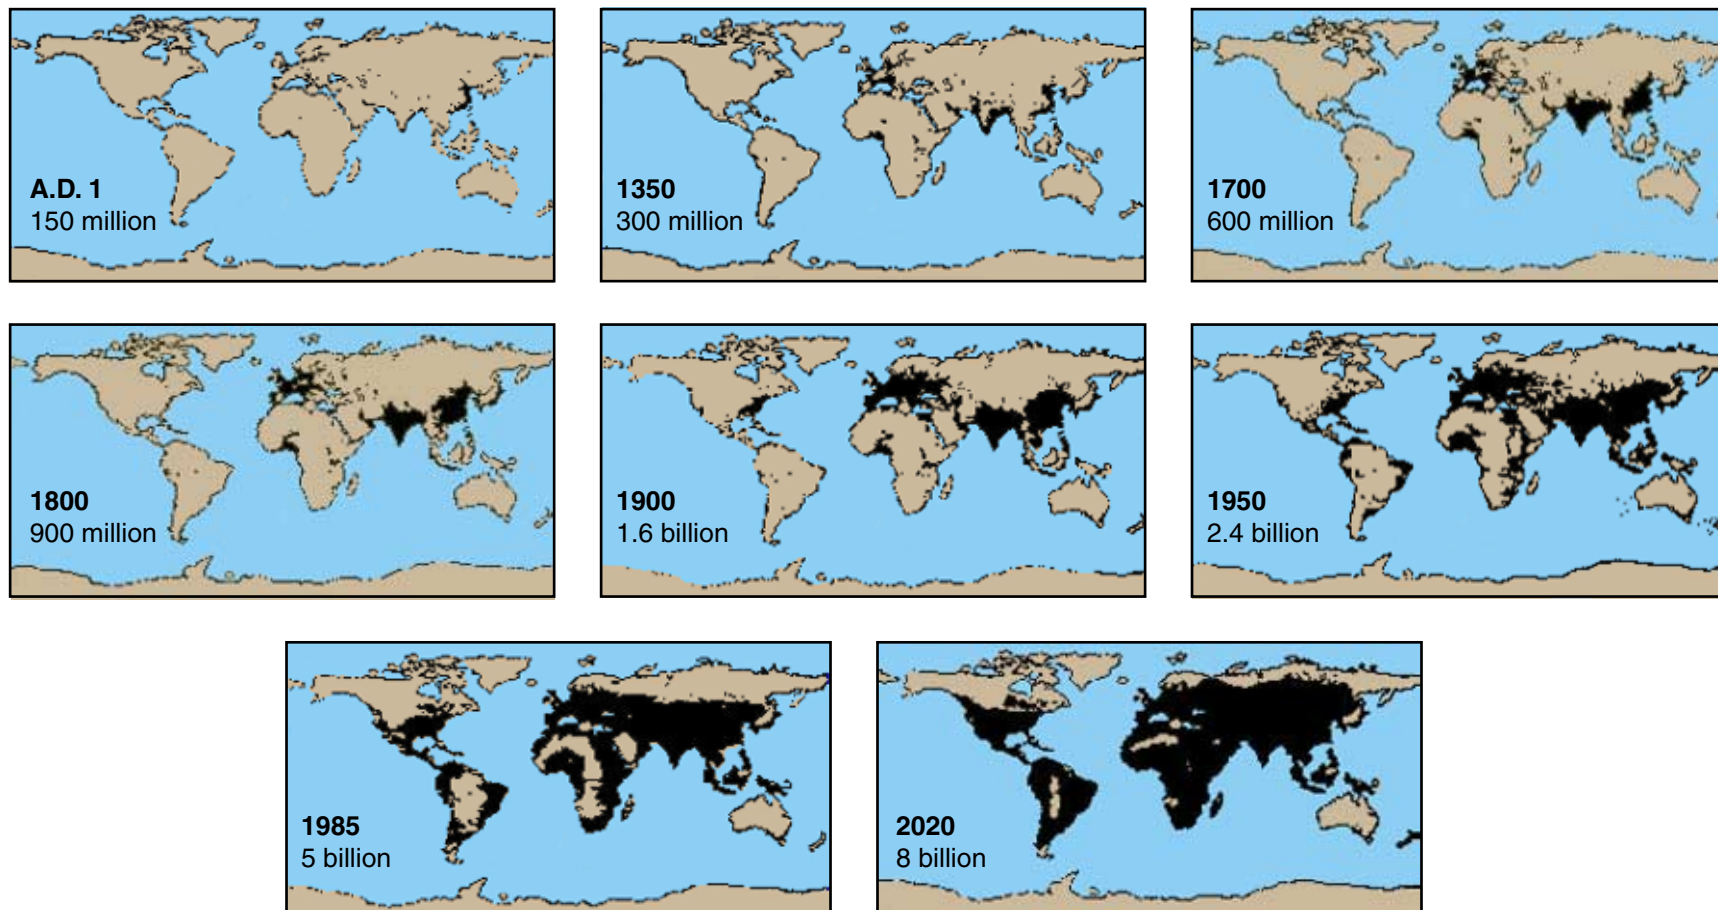 A.D. 1
150 million
1350
300 million
1700
600 million
1800
900 million
1900
1.6 billion
1950
2.4 billion
1985
5 billion
2020
8 billion